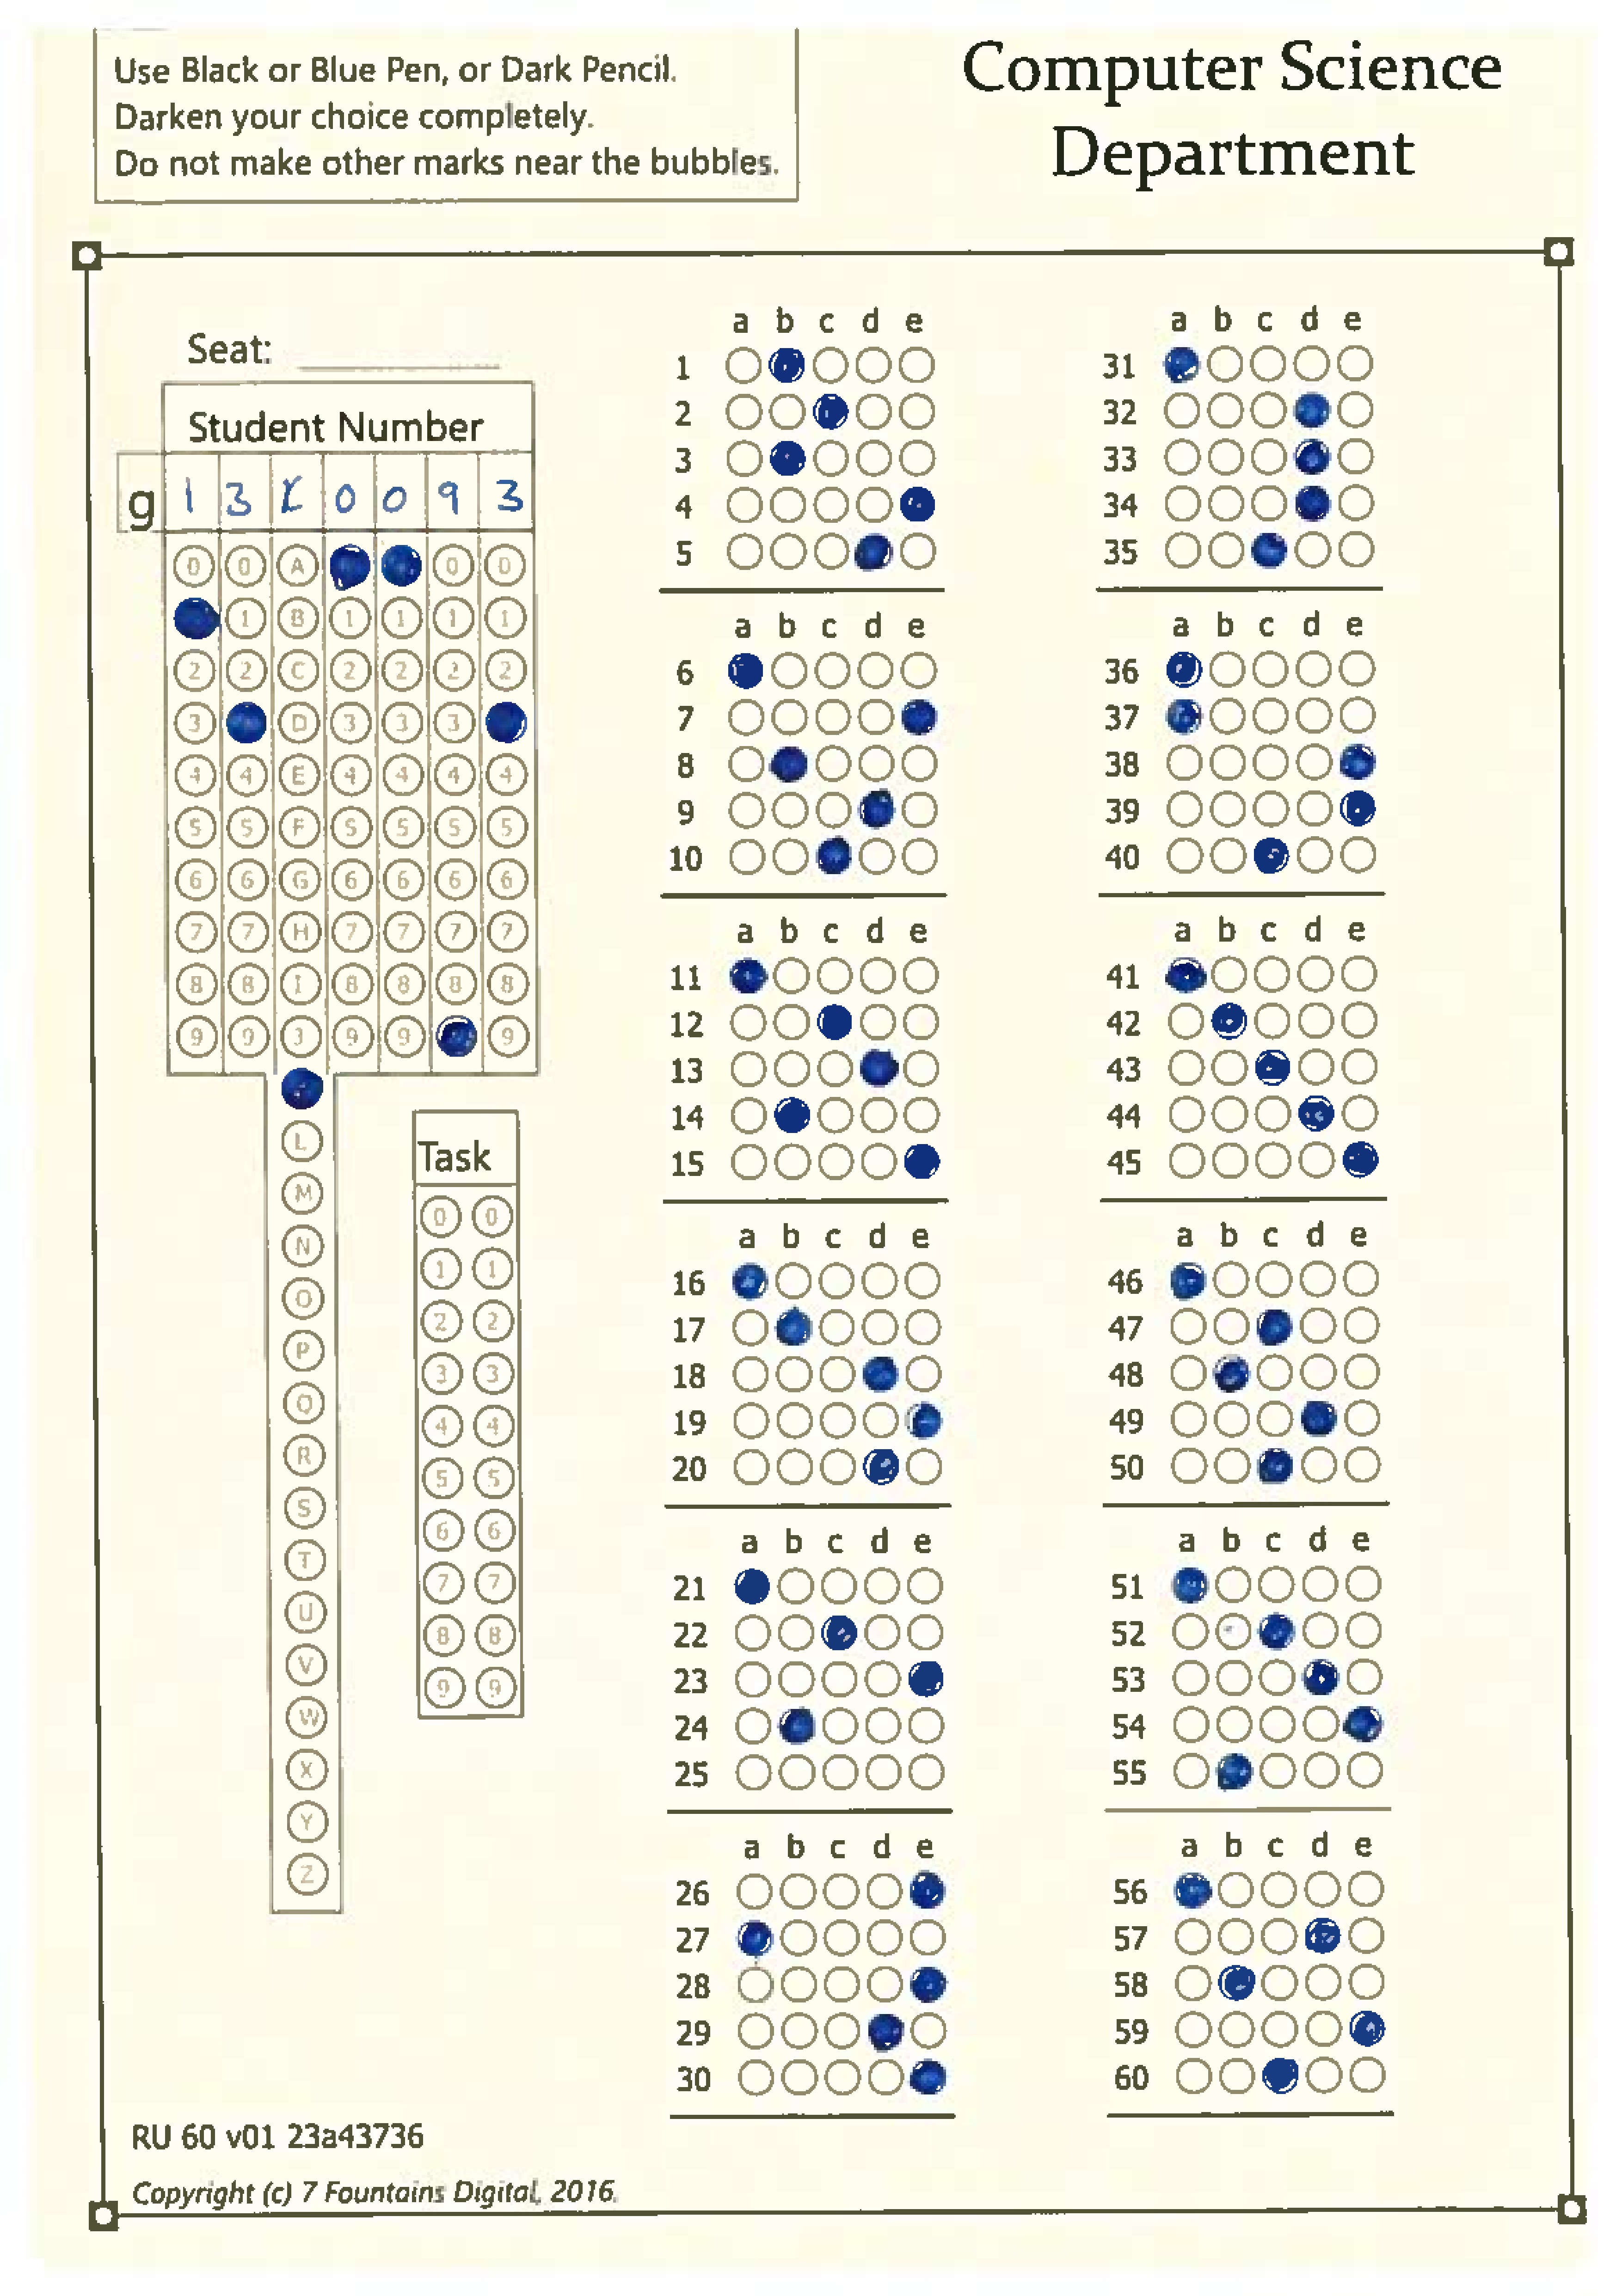 Use Black or Blue Pen, or Dark Pencil.
Darken your choice completely.
Do not make other marks near the bubbles.
Computer Science
Department
Seat:
Student Number
g 1 3 K 0 0 9 3
0 0 A 0 0
1 B 1 1 1 1
2 2 C 2 2 2 2
3 D 3 3 3
4 4 E 4 4 4 4
5 5 F 5 5 5 5
6 6 G 6 6 6 6
7 7 H 7 7 7 7
8 8 I 8 8 8 8
9 9 J 9 9 9
L
M
N
O
P
Q
R
S
T
U
V
W
X
Y
Z
Task
0 0
1 1
2 2
3 3
4 4
5 5
6 6
7 7
8 8
9 9
a b c d e
1
2
3
4
5
a b c d e
6
7
8
9
10
a b c d e
11
12
13
14
15
a b c d e
16
17
18
19
20
a b c d e
21
22
23
24
25
a b c d e
26
27
28
29
30
a b c d e
31
32
33
34
35
a b c d e
36
37
38
39
40
a b c d e
41
42
43
44
45
a b c d e
46
47
48
49
50
a b c d e
51
52
53
54
55
a b c d e
56
57
58
59
60
RU 60 v01 23a43736
Copyright (c) 7 Fountains Digital, 2016.